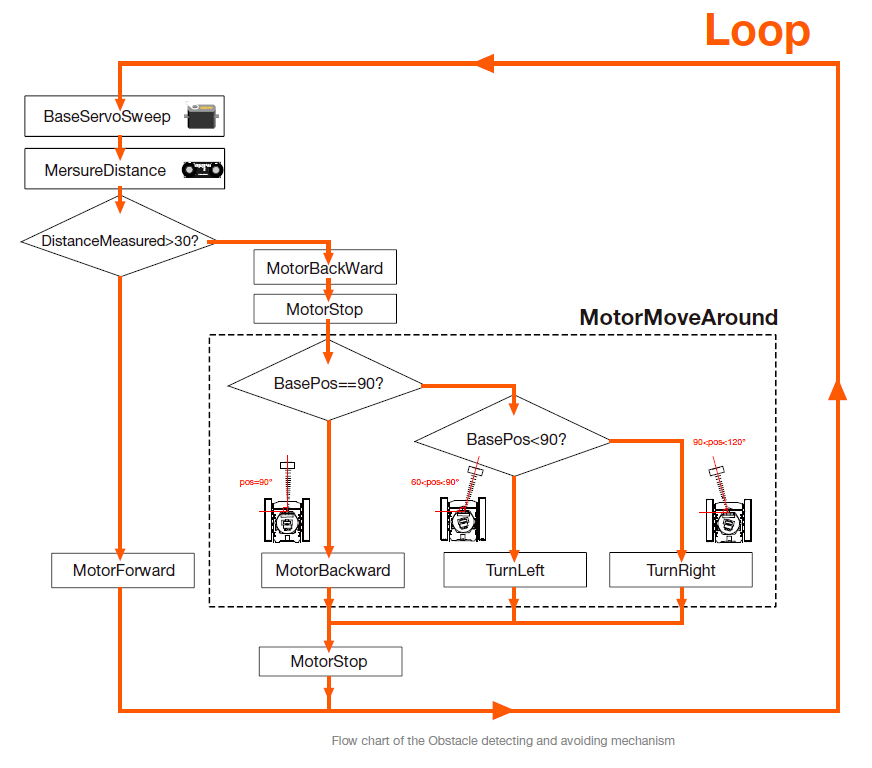 Loop
BaseServoSweep
MersureDistance
DistanceMeasured>30?
MotorBackWard
MotorStop
MotorMoveAround
BasePos==90?
BasePos<90?
90<pos<120°
pos=90°
60<pos<90°
MotorForward
MotorBackward
TurnLeft
TurnRight
MotorStop
Flow chart of the Obstacle detecting and avoiding mechanism